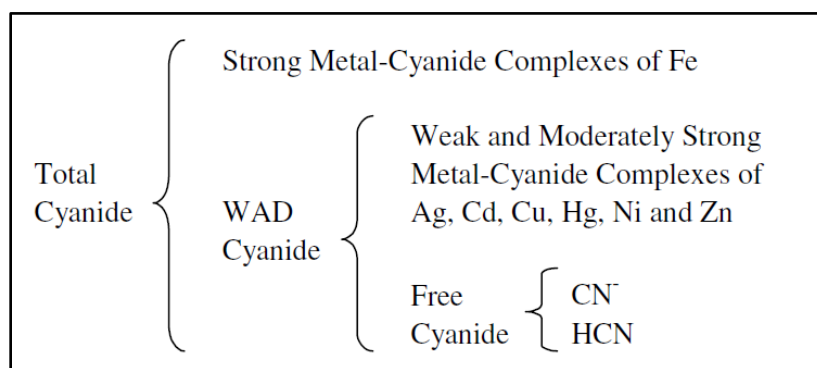 Strong Metal-Cyanide Complexes of Fe
Total
Cyanide
WAD
Cyanide
Weak and Moderately Strong
Metal-Cyanide Complexes of
Ag, Cd, Cu, Hg, Ni and Zn
Free
Cyanide
CN⁻
HCN